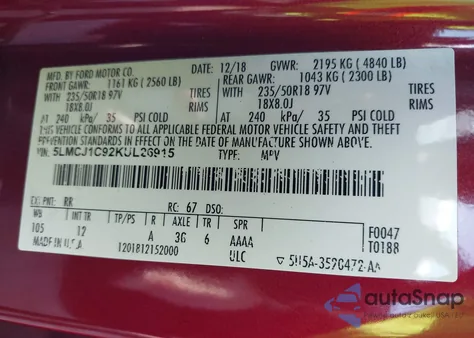 MFD. BY FORD MOTOR CO. 12/18 GVWR: 2195 KG (4840 LB)
FRONT GAWR: 1161 KG (2560 LB) REAR GAWR: 1043 KG (2300 LB)
WITH 235/50R18 97V TIRES WITH 235/50R18 97V TIRES
18X8.0J 18X8.0J
AT 240 kPa/ 35 PSI COLD AT 240 kPa/ 35 PSI COLD
THIS VEHICLE CONFORMS TO ALL APPLICABLE FEDERAL MOTOR VEHICLE SAFETY AND THEFT
PREVENTION STANDARDS IN EFFECT ON THE DATE OF MANUFACTURE SHOWN ABOVE.
VIN: 5LMCJ1C92KUL26915 TYPE: MPV
EXT PNT: RR RC: 67 DSO:
WB INT TR TP/PS R AXLE TR SPR
105 12 A 3G 6 AAAA F0047
MADE IN U.S.A. 1201812152000 ULC T0188
5U5A-3520472-AA
autoSnap